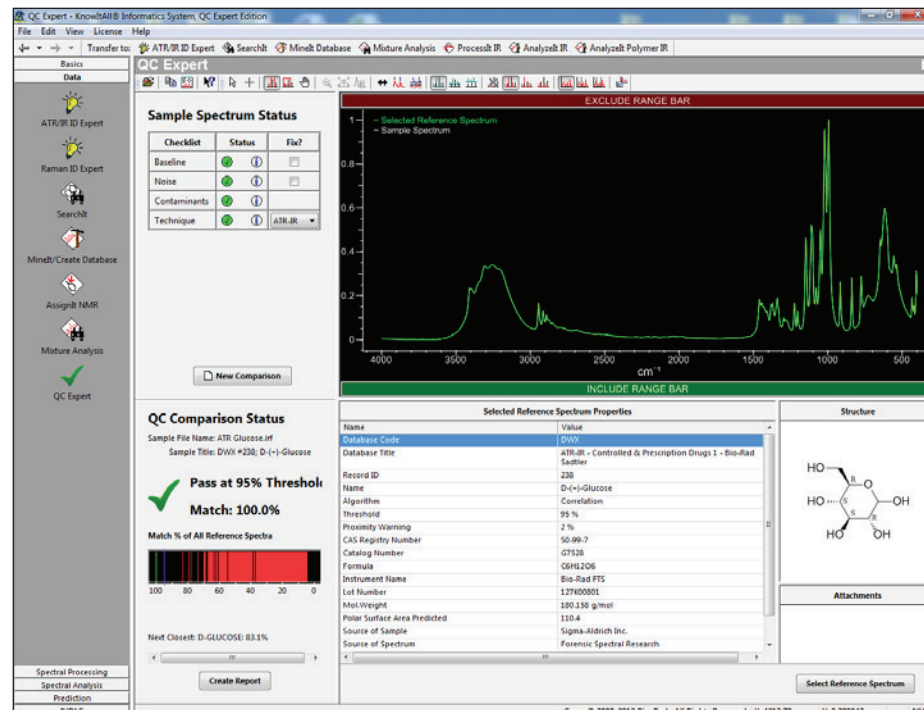 QC Expert - KnowItAll® Informatics System, QC Expert Edition
File Edit View License Help
Transfer to: ATR/IR ID Expert SearchIt MineIt Database Mixture Analysis ProcessIt IR AnalyzeIt IR AnalyzeIt Polymer IR
Basics
Data
ATR/IR ID Expert
Raman ID Expert
SearchIt
MineIt/Create Database
AssignIt NMR
Mixture Analysis
QC Expert
Spectral Processing
Spectral Analysis
Prediction
QC Expert
Sample Spectrum Status
Checklist Status Fix?
Baseline
Noise
Contaminants
Technique ATR-IR
New Comparison
EXCLUDE RANGE BAR
Selected Reference Spectrum
Sample Spectrum
1
0.8
0.6
0.4
0.2
0
4000 3500 3000 2500 2000 1500 1000 500
cm⁻¹
INCLUDE RANGE BAR
QC Comparison Status
Sample File Name: ATR Glucose.irf
Sample Title: DWX #238; D-(+)-Glucose
Pass at 95% Threshol
Match: 100.0%
Match % of All Reference Spectra
100 80 60 40 20 0
Next Closest: D-GLUCOSE: 83.1%
Create Report
Selected Reference Spectrum Properties
Name Value
Database Code DWX
Database Title ATR-IR - Controlled & Prescription Drugs 1 - Bio-Rad
Sadtler
Record ID 238
Name D-(+)-Glucose
Algorithm Correlation
Threshold 95 %
Proximity Warning 2 %
CAS Registry Number 50-99-7
Catalog Number G7528
Formula C6H12O6
Instrument Name Bio-Rad FTS
Lot Number 127K00801
Mol.Weight 180.158 g/mol
Polar Surface Area Predicted 110.4
Source of Sample Sigma-Aldrich Inc.
Source of Spectrum Forensic Spectral Research
Structure
HO
R
O
HO S OH
S R
HO OH
Attachments
Select Reference Spectrum